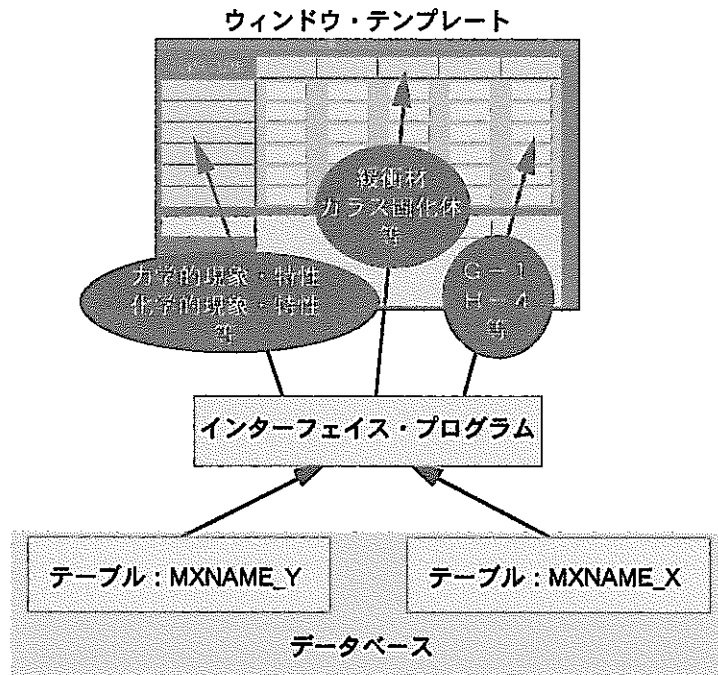 ウィンドウ・テンプレート
緩衝材
ガラス固化体
等
力学的現象・特性
化学的現象・特性
等
G－1
H－4
等
インターフェイス・プログラム
テーブル：MXNAME_Y
テーブル：MXNAME_X
データベース